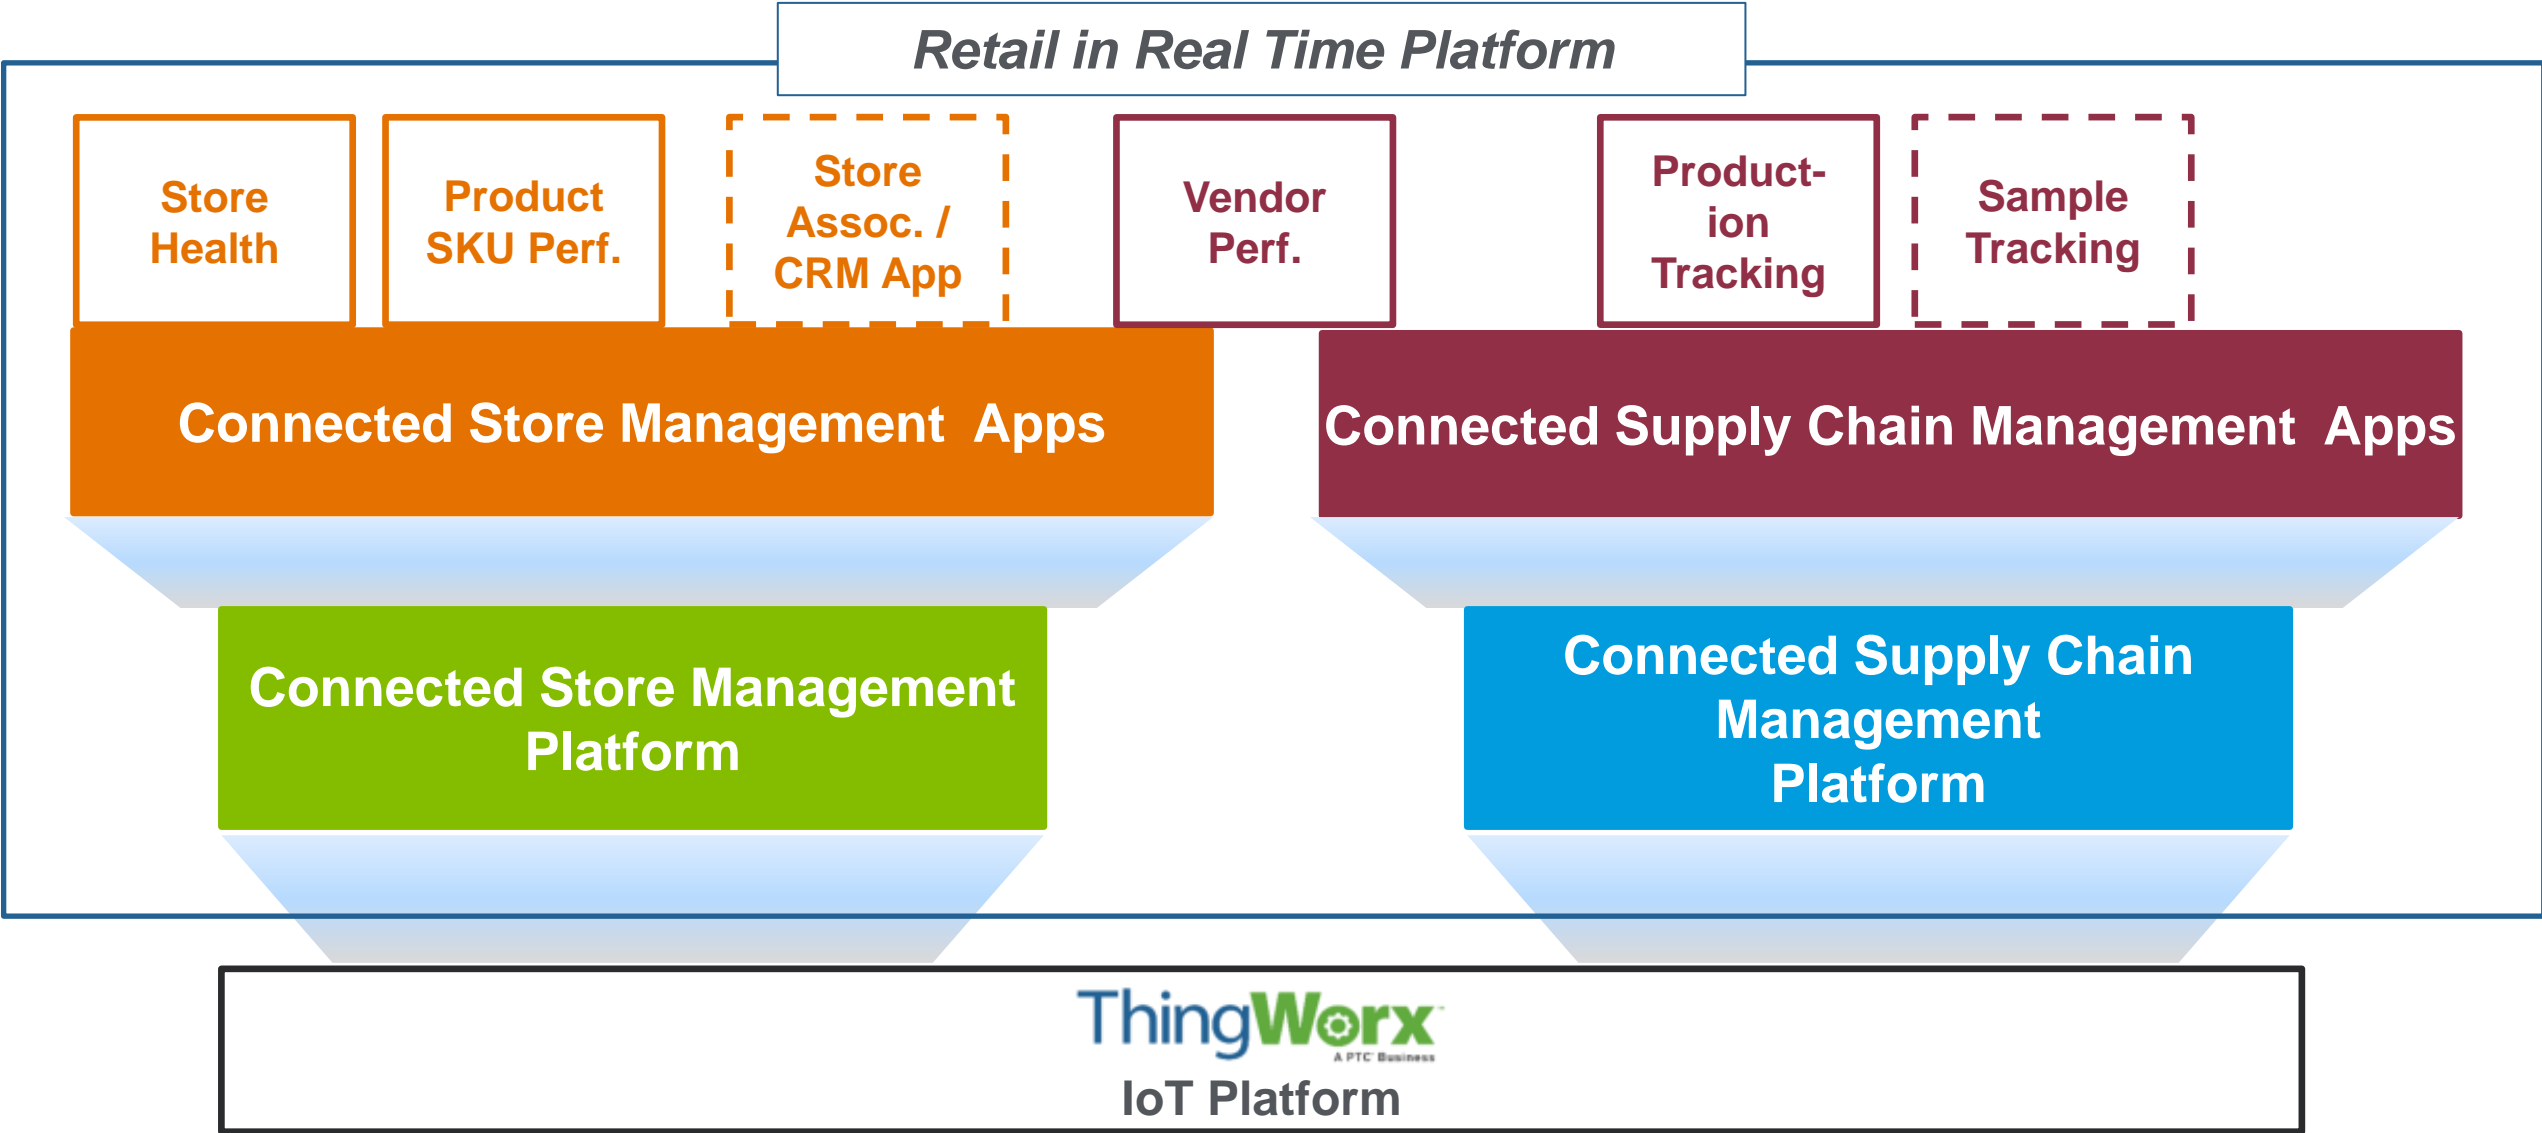 Retail in Real Time Platform
Store
Health
Product
SKU Perf.
Store
Assoc. /
CRM App
Vendor
Perf.
Product-
ion
Tracking
Sample
Tracking
Connected Store Management  Apps
Connected Supply Chain Management  Apps
Connected Store Management
Platform
Connected Supply Chain
Management
Platform
ThingWorx
A PTC Business
IoT Platform